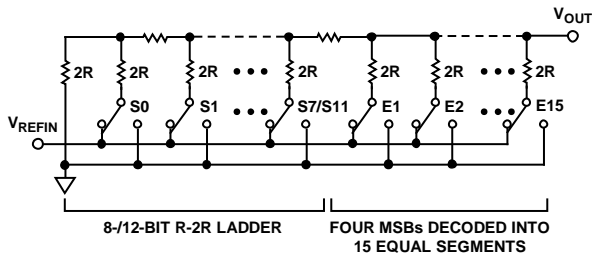 VOUT
2R 2R 2R 2R 2R 2R 2R
S0 S1 S7/S11 E1 E2 E15
VREFIN
8-/12-BIT R-2R LADDER
FOUR MSBs DECODED INTO
15 EQUAL SEGMENTS